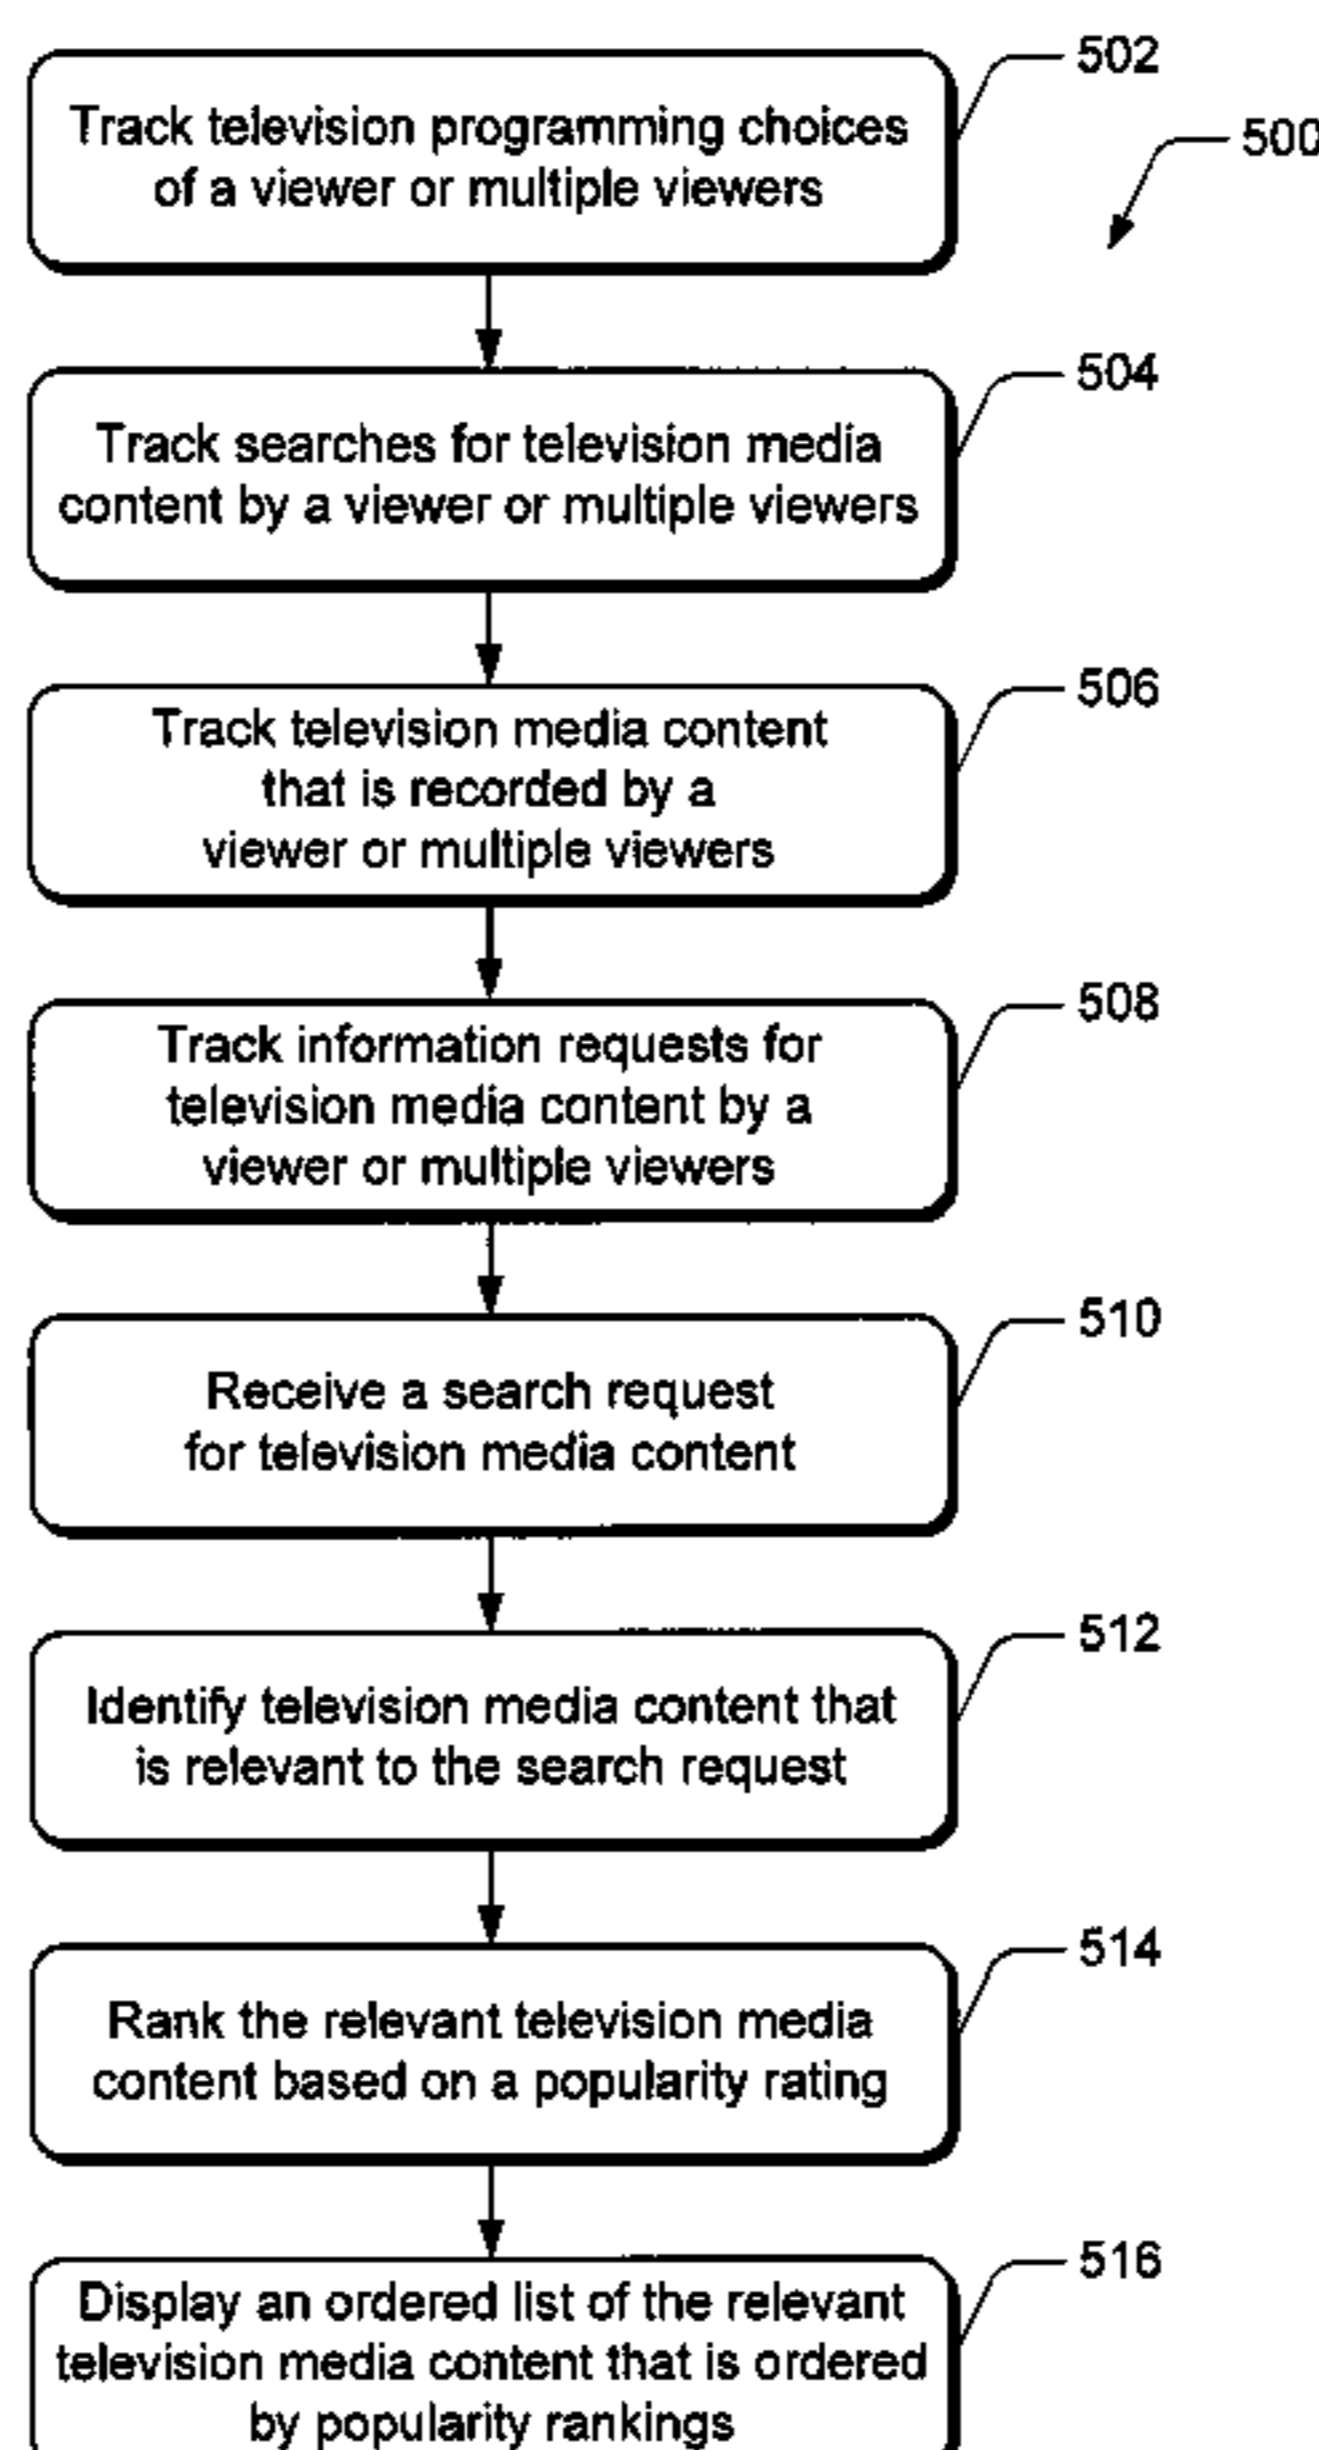 502
Track television programming choices
of a viewer or multiple viewers
500
504
Track searches for television media
content by a viewer or multiple viewers
506
Track television media content
that is recorded by a
viewer or multiple viewers
508
Track information requests for
television media content by a
viewer or multiple viewers
510
Receive a search request
for television media content
512
Identify television media content that
is relevant to the search request
514
Rank the relevant television media
content based on a popularity rating
516
Display an ordered list of the relevant
television media content that is ordered
by popularity rankings